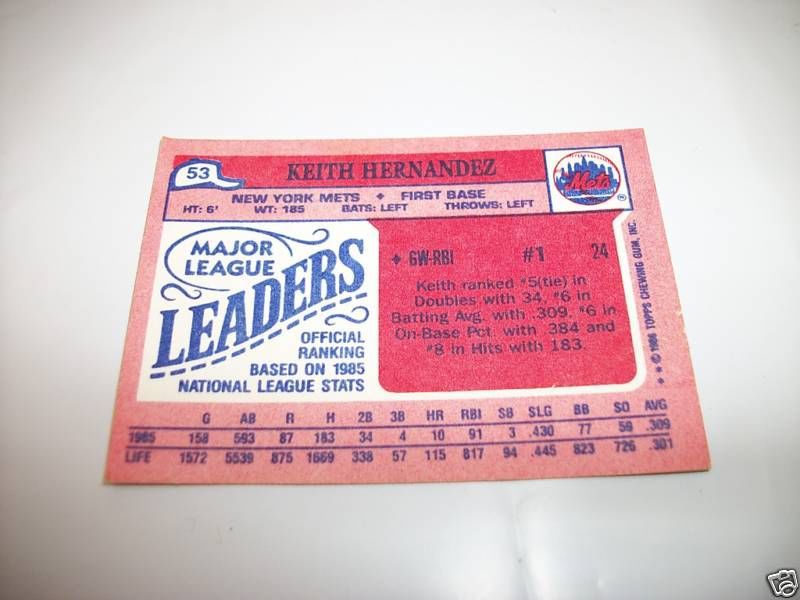 53
KEITH HERNANDEZ
NEW YORK METS ♦ FIRST BASE
HT: 6' WT: 185 BATS: LEFT THROWS: LEFT
Mets
MAJOR
LEAGUE
LEADERS
OFFICIAL
RANKING
BASED ON 1985
NATIONAL LEAGUE STATS
♦ GW-RBI #1 24
Keith ranked #5(tie) in
Doubles with 34, #6 in
Batting Avg. with .309, #6 in
On-Base Pct. with .384 and
#8 in Hits with 183.
* * © 1986 TOPPS CHEWING GUM, INC.
G AB R H 2B 3B HR RBI SB SLG BB SO AVG
1985 158 593 87 183 34 4 10 91 3 .430 77 59 .309
LIFE 1572 5539 875 1669 338 57 115 817 94 .445 823 726 .301